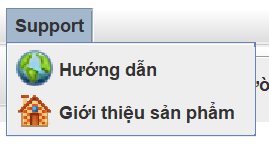 Support
Hướng dẫn
Giới thiệu sản phẩm